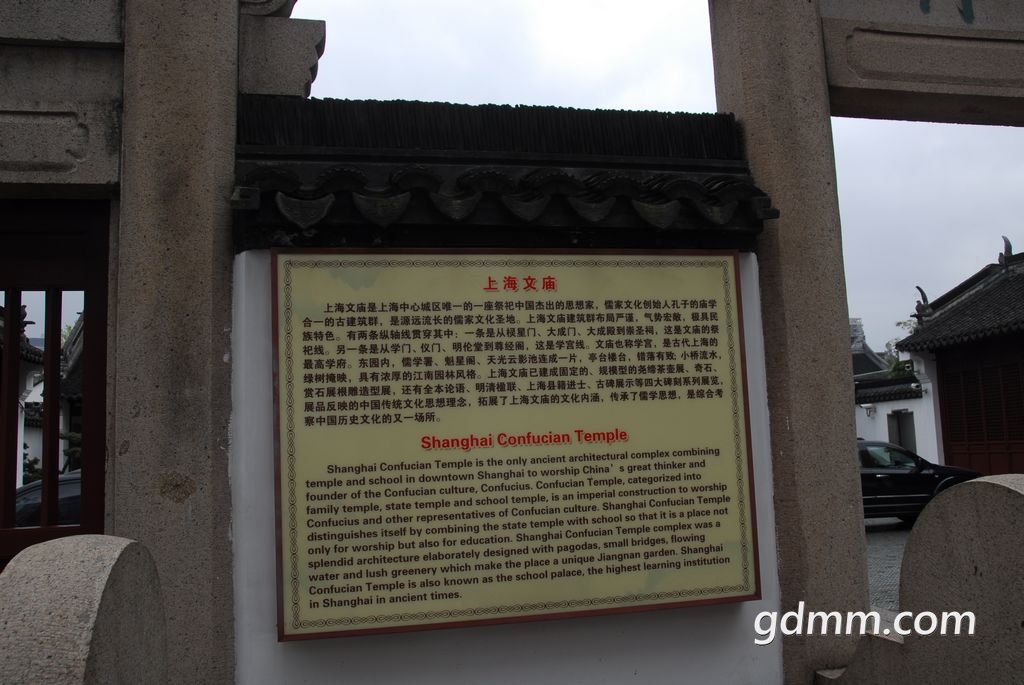 上海文庙
上海文庙是上海中心城区唯一的一座祭祀中国杰出的思想家，儒家文化创始人孔子的庙学
合一的古建筑群，是源远流长的儒家文化圣地。上海文庙建筑群布局严谨，气势宏敞，极具民
族特色。有两条纵轴线贯穿其中：一条是从棂星门、大成门、大成殿到崇圣祠，这是文庙的祭
祀线。另一条是从学门、仪门、明伦堂到尊经阁，这是学宫线。文庙也称学宫，是古代上海的
最高学府。东园内，儒学署、魁星阁、天光云影池连成一片，亭台楼台，错落有致；小桥流水，
绿树掩映，具有浓厚的江南园林风格。上海文庙已建成固定的、规模型的尧缔茶壶展、奇石、
赏石展根雕造型展，还有全本论语、明清楹联、上海县籍进士、古碑展示等四大碑刻系列展览，
展品反映的中国传统文化思想理念，拓展了上海文庙的文化内涵，传承了儒学思想，是综合考
察中国历史文化的又一场所。
Shanghai Confucian Temple
Shanghai Confucian Temple is the only ancient architectural complex combining
temple and school in downtown Shanghai to worship China's great thinker and
founder of the Confucian culture, Confucius. Confucian Temple, categorized into
family temple, state temple and school temple, is an imperial construction to worship
Confucius and other representatives of Confucian culture. Shanghai Confucian Temple
distinguishes itself by combining the state temple with school so that it is a place not
only for worship but also for education. Shanghai Confucian Temple complex was a
splendid architecture elaborately designed with pagodas, small bridges, flowing
water and lush greenery which make the place a unique Jiangnan garden. Shanghai
Confucian Temple is also known as the school palace, the highest learning institution
in Shanghai in ancient times.
gdmm.com